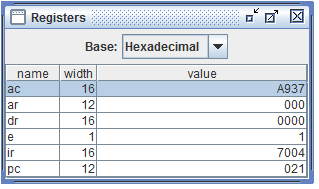 Registers
Base: Hexadecimal
name width value
ac 16 A937
ar 12 000
dr 16 0000
e 1 1
ir 16 7004
pc 12 021